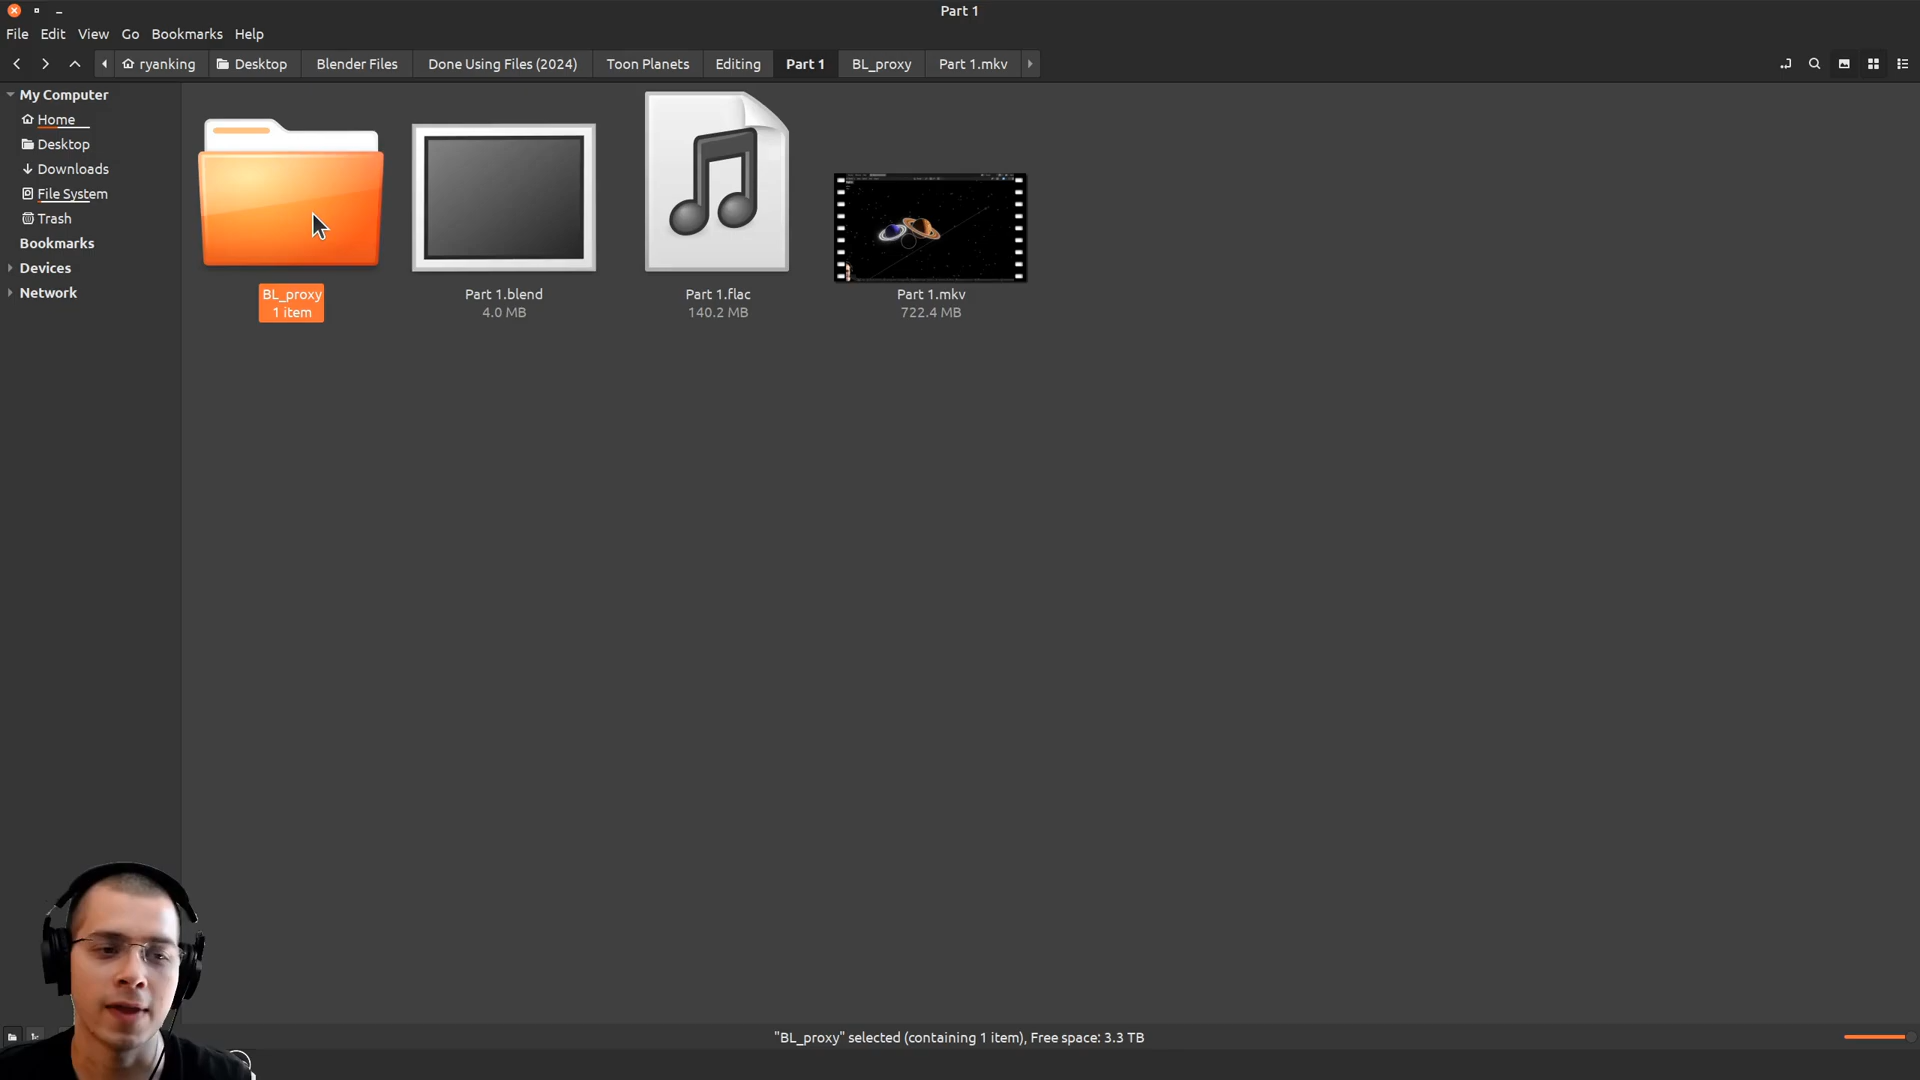 Part 1
File Edit View Go Bookmarks Help
ryanking Desktop Blender Files Done Using Files (2024) Toon Planets Editing Part 1 BL_proxy Part 1.mkv
My Computer
Home
Desktop
Downloads
File System
Trash
Bookmarks
Devices
Network
BL_proxy
1 item
Part 1.blend
4.0 MB
Part 1.flac
140.2 MB
Part 1.mkv
722.4 MB
"BL_proxy" selected (containing 1 item), Free space: 3.3 TB